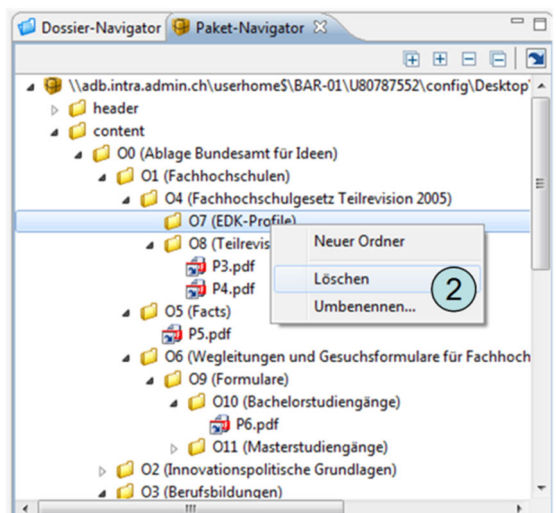 Dossier-Navigator Paket-Navigator
\\adb.intra.admin.ch\userhome$\BAR-01\U80787552\config\Desktop\
header
content
O0 (Ablage Bundesamt für Ideen)
O1 (Fachhochschulen)
O4 (Fachhochschulgesetz Teilrevision 2005)
O7 (EDK-Profile)
O8 (Teilrevis
Neuer Ordner
P3.pdf
Löschen
2
P4.pdf
Umbenennen...
O5 (Facts)
P5.pdf
O6 (Wegleitungen und Gesuchsformulare für Fachhoch
O9 (Formulare)
O10 (Bachelorstudiengänge)
P6.pdf
O11 (Masterstudiengänge)
O2 (Innovationspolitische Grundlagen)
O3 (Berufsbildungen)